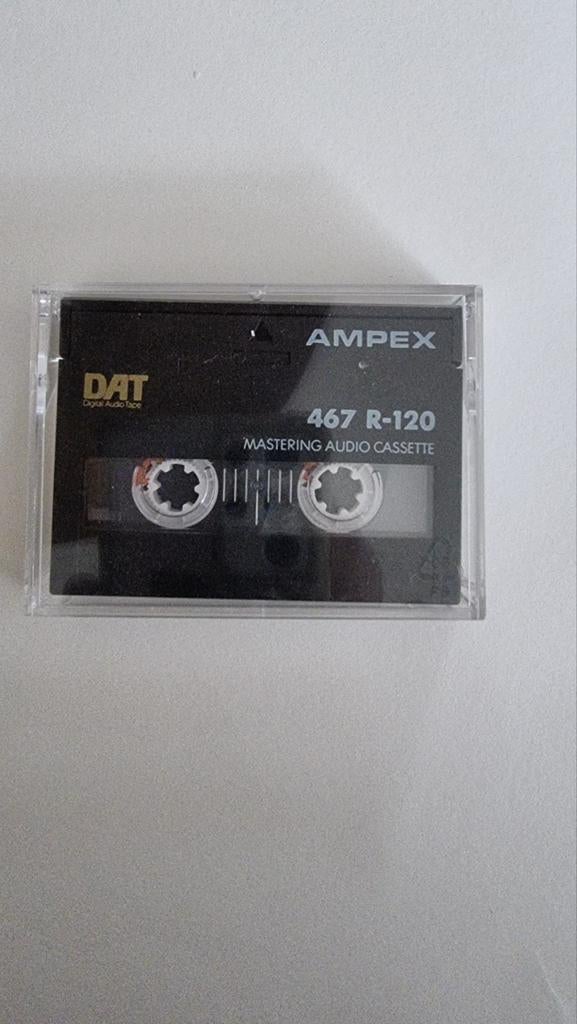 AMPEX
DAT
Digital Audio Tape
467 R-120
MASTERING AUDIO CASSETTE